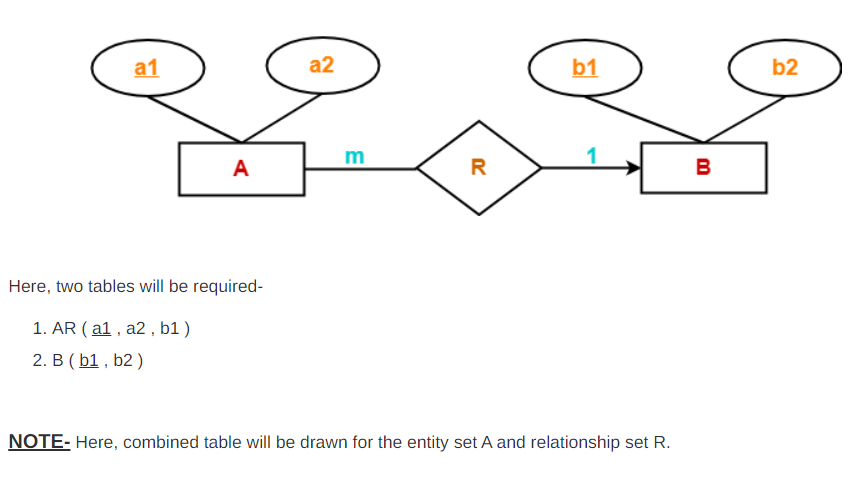 a1 a2 b1 b2
m 1
A R B
Here, two tables will be required-
1. AR ( a1 , a2 , b1 )
2. B ( b1 , b2 )
NOTE- Here, combined table will be drawn for the entity set A and relationship set R.